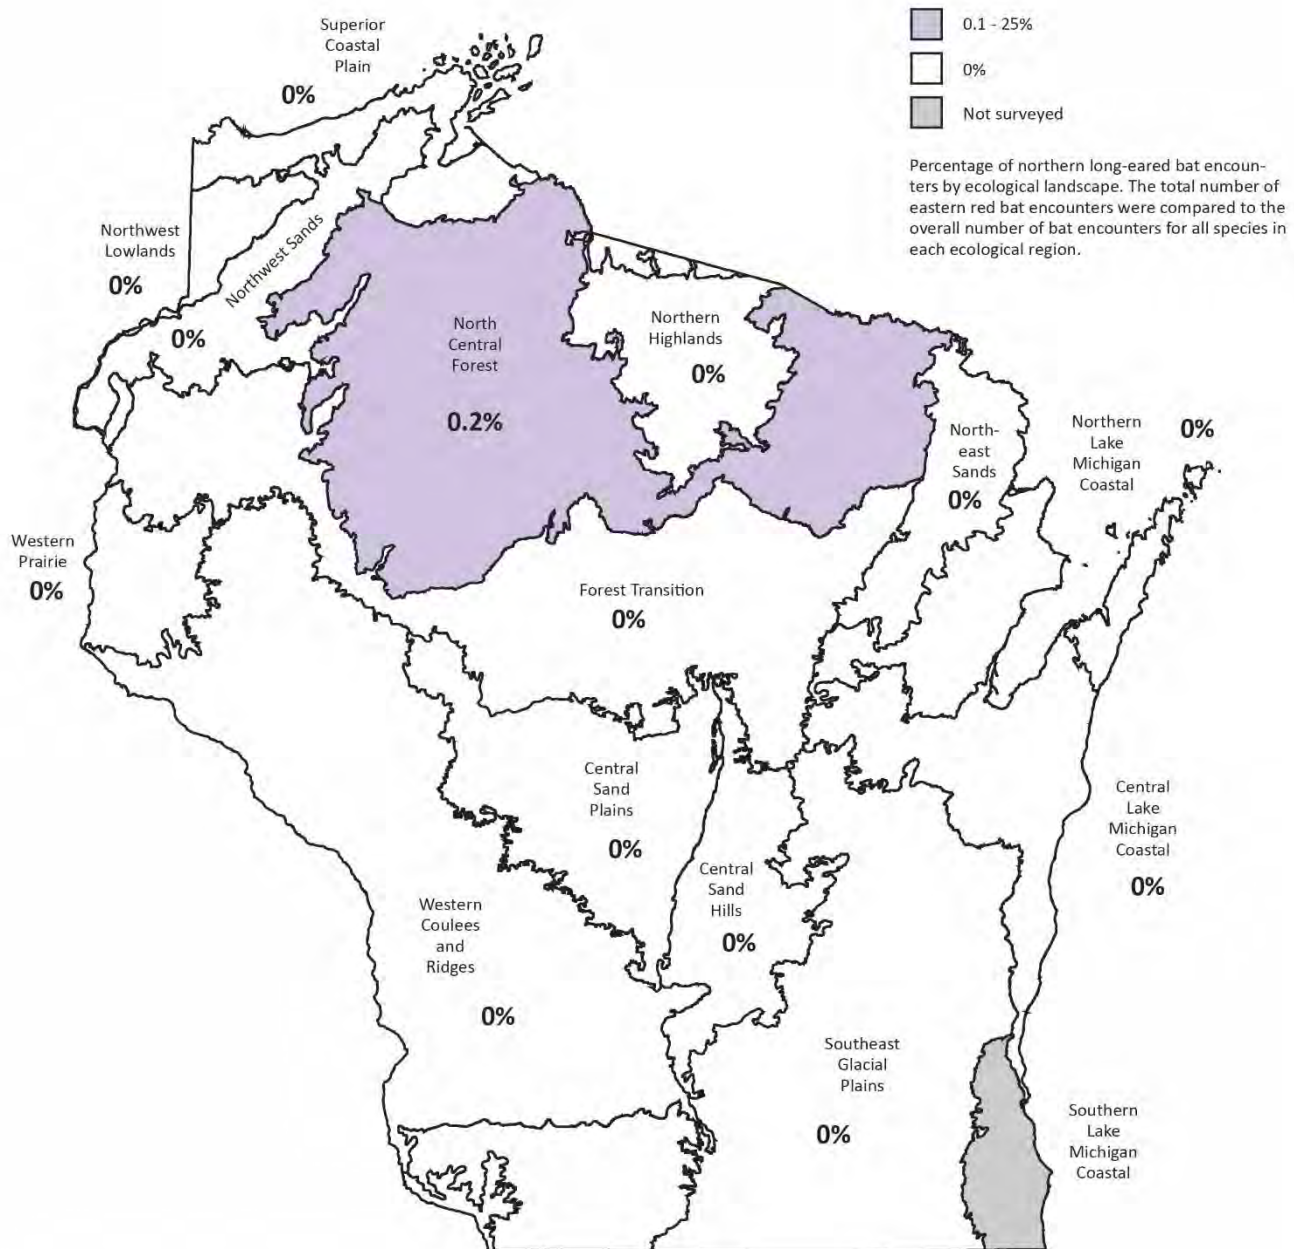 Superior
Coastal
Plain
0%
0.1 - 25%
0%
Not surveyed
Percentage of northern long-eared bat encoun-
ters by ecological landscape. The total number of
eastern red bat encounters were compared to the
overall number of bat encounters for all species in
each ecological region.
Northwest
Lowlands
0%
Northwest Sands
0%
North
Central
Forest
0.2%
Northern
Highlands
0%
North-
east
Sands
0%
Northern
Lake
Michigan
Coastal
0%
Western
Prairie
0%
Forest Transition
0%
Central
Sand
Plains
0%
Central
Sand
Hills
0%
Central
Lake
Michigan
Coastal
0%
Western
Coulees
and
Ridges
0%
Southeast
Glacial
Plains
0%
Southern
Lake
Michigan
Coastal